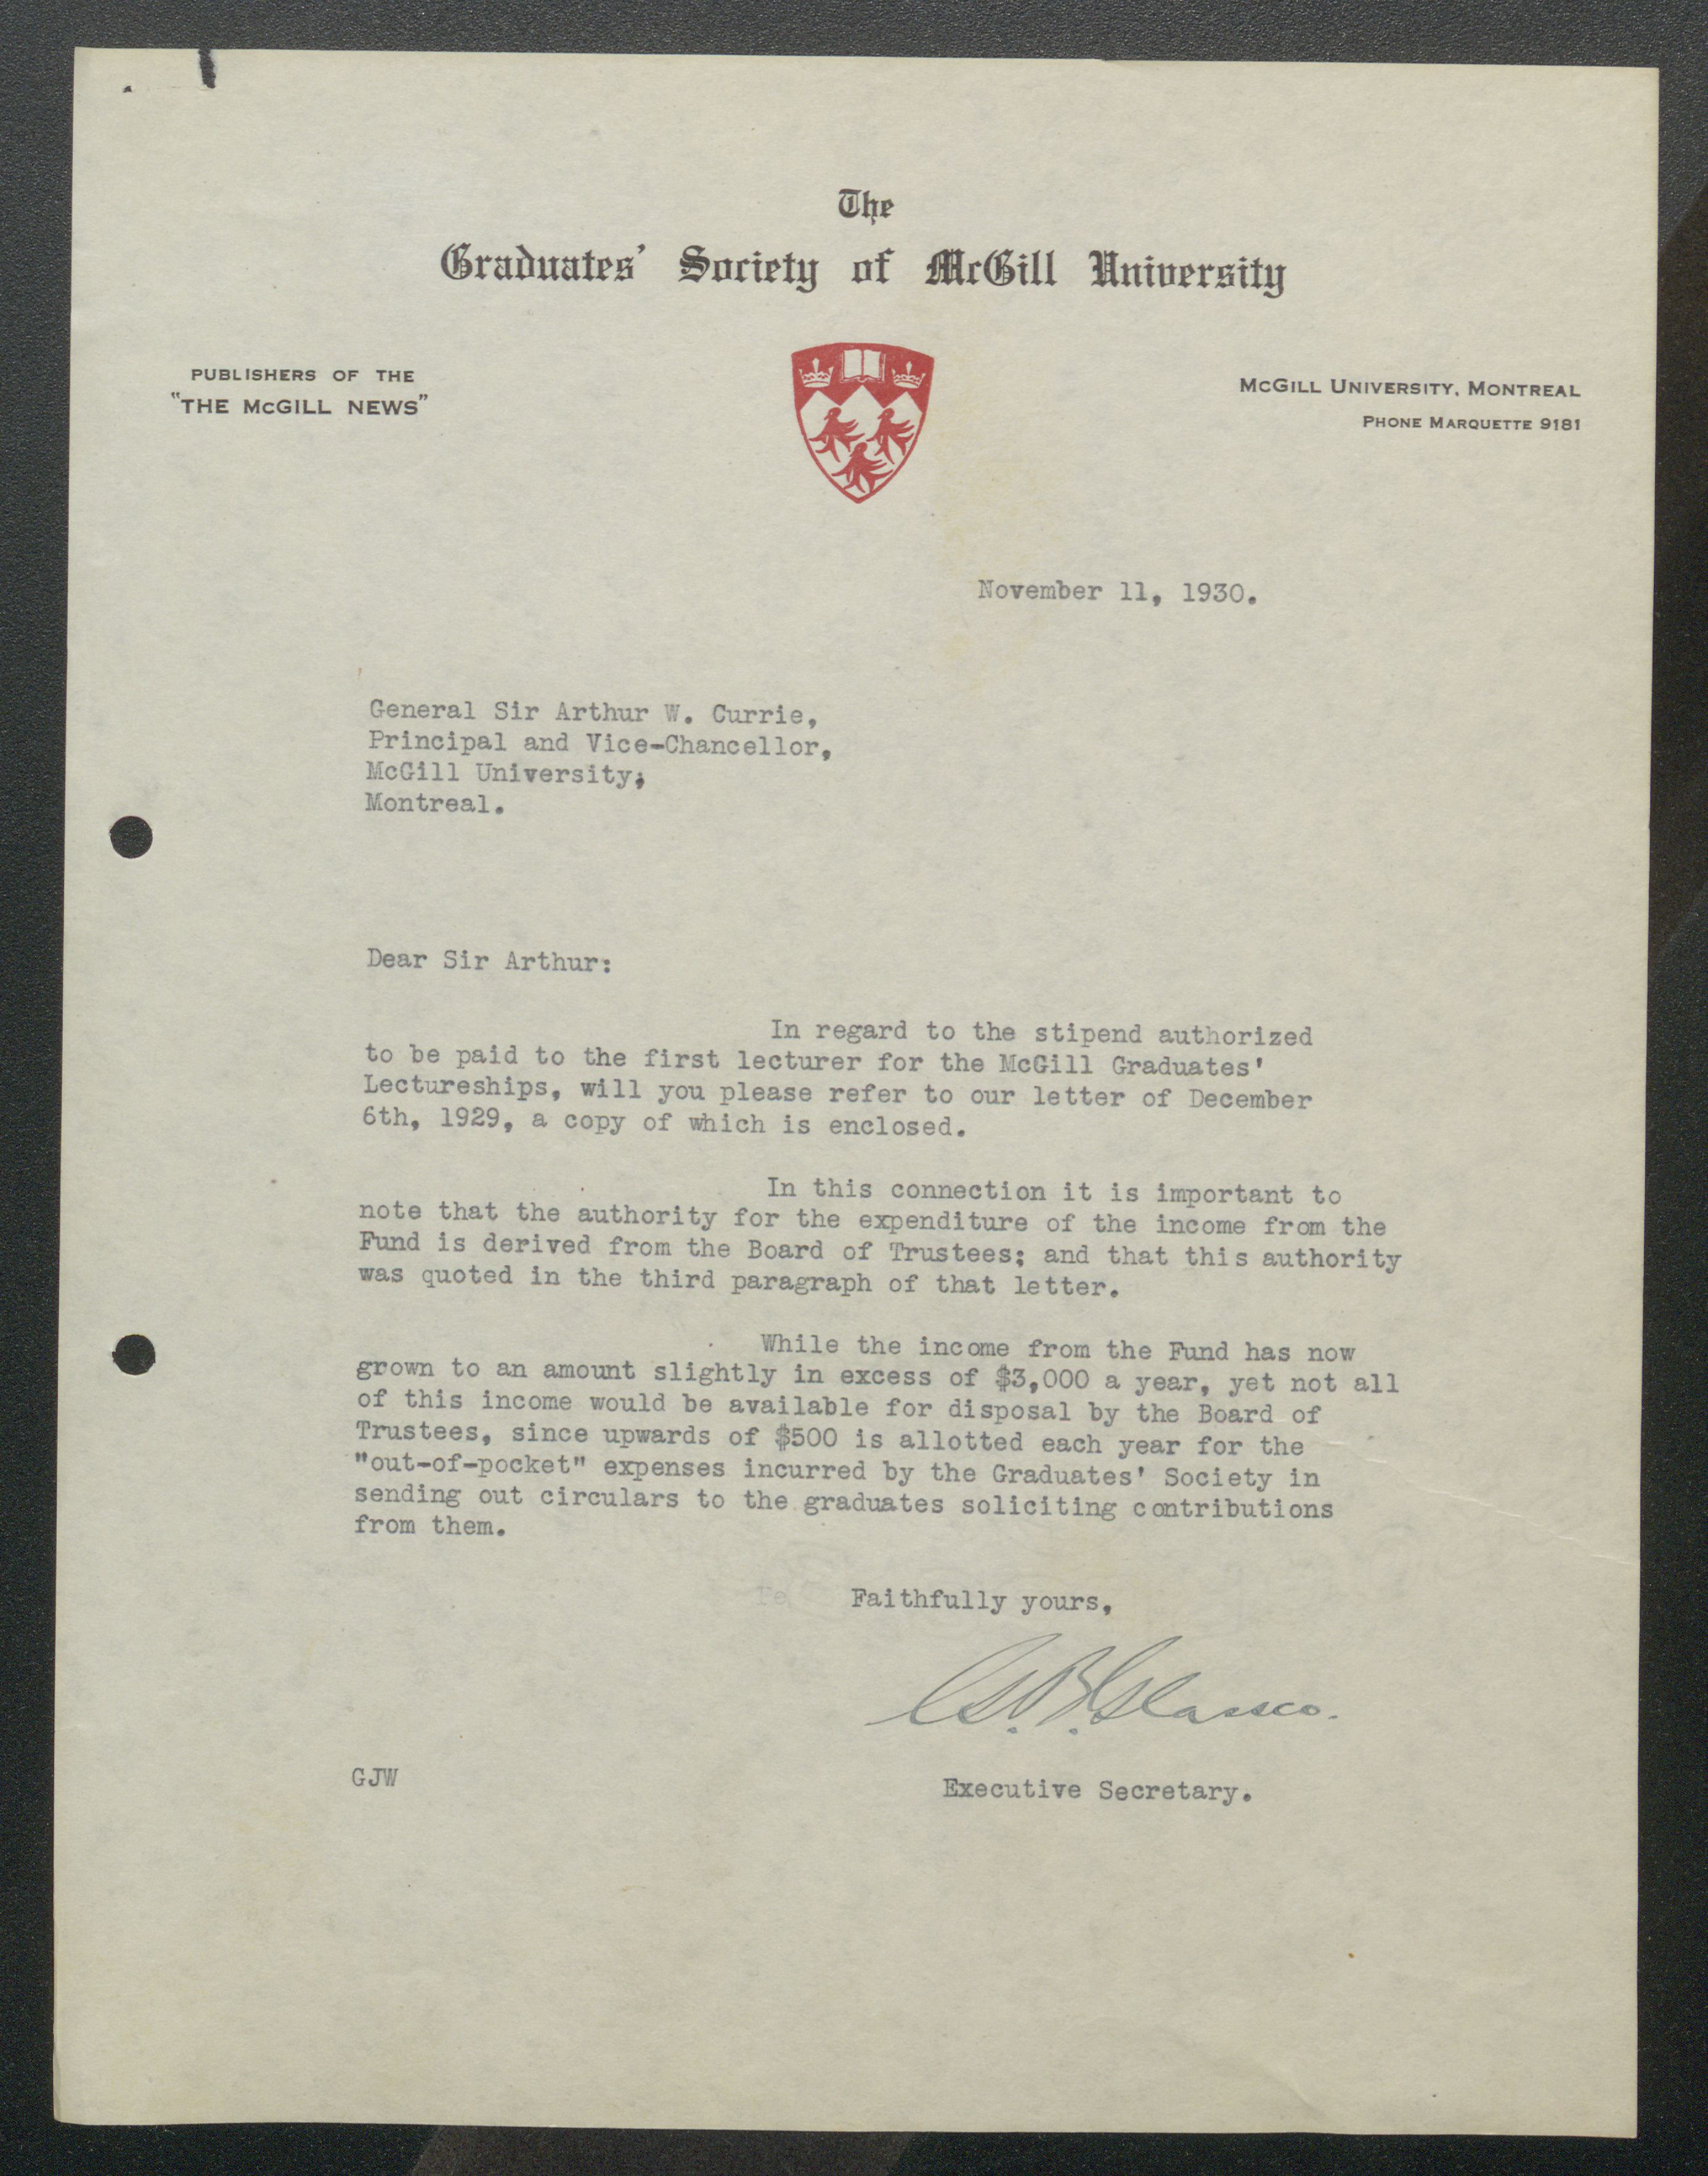 The
Graduates' Society of McGill University
PUBLISHERS OF THE
"THE McGILL NEWS"
McGILL UNIVERSITY, MONTREAL
PHONE MARQUETTE 9181
November 11, 1930.
General Sir Arthur W. Currie,
Principal and Vice-Chancellor,
McGill University,
Montreal.
Dear Sir Arthur:
In regard to the stipend authorized
to be paid to the first lecturer for the McGill Graduates'
Lectureships, will you please refer to our letter of December
6th, 1929, a copy of which is enclosed.
In this connection it is important to
note that the authority for the expenditure of the income from the
Fund is derived from the Board of Trustees; and that this authority
was quoted in the third paragraph of that letter.
While the income from the Fund has now
grown to an amount slightly in excess of $3,000 a year, yet not all
of this income would be available for disposal by the Board of
Trustees, since upwards of $500 is allotted each year for the
"out-of-pocket" expenses incurred by the Graduates' Society in
sending out circulars to the graduates soliciting contributions
from them.
Faithfully yours,
G. B. Glassco.
GJW
Executive Secretary.